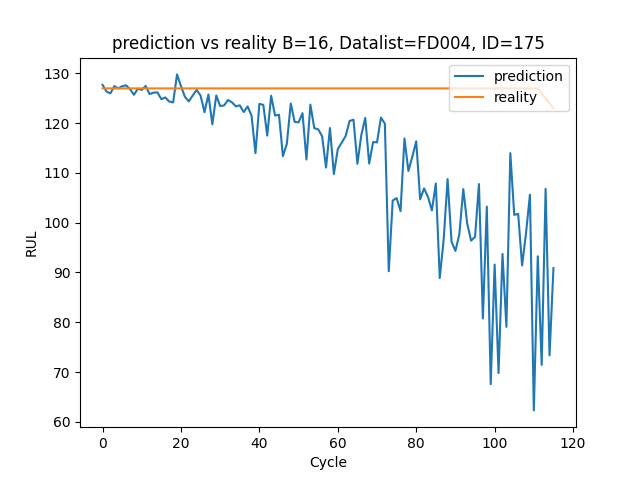 prediction vs reality B=16, Datalist=FD004, ID=175
prediction
reality
RUL
130
120
110
100
90
80
70
60
0 20 40 60 80 100 120
Cycle